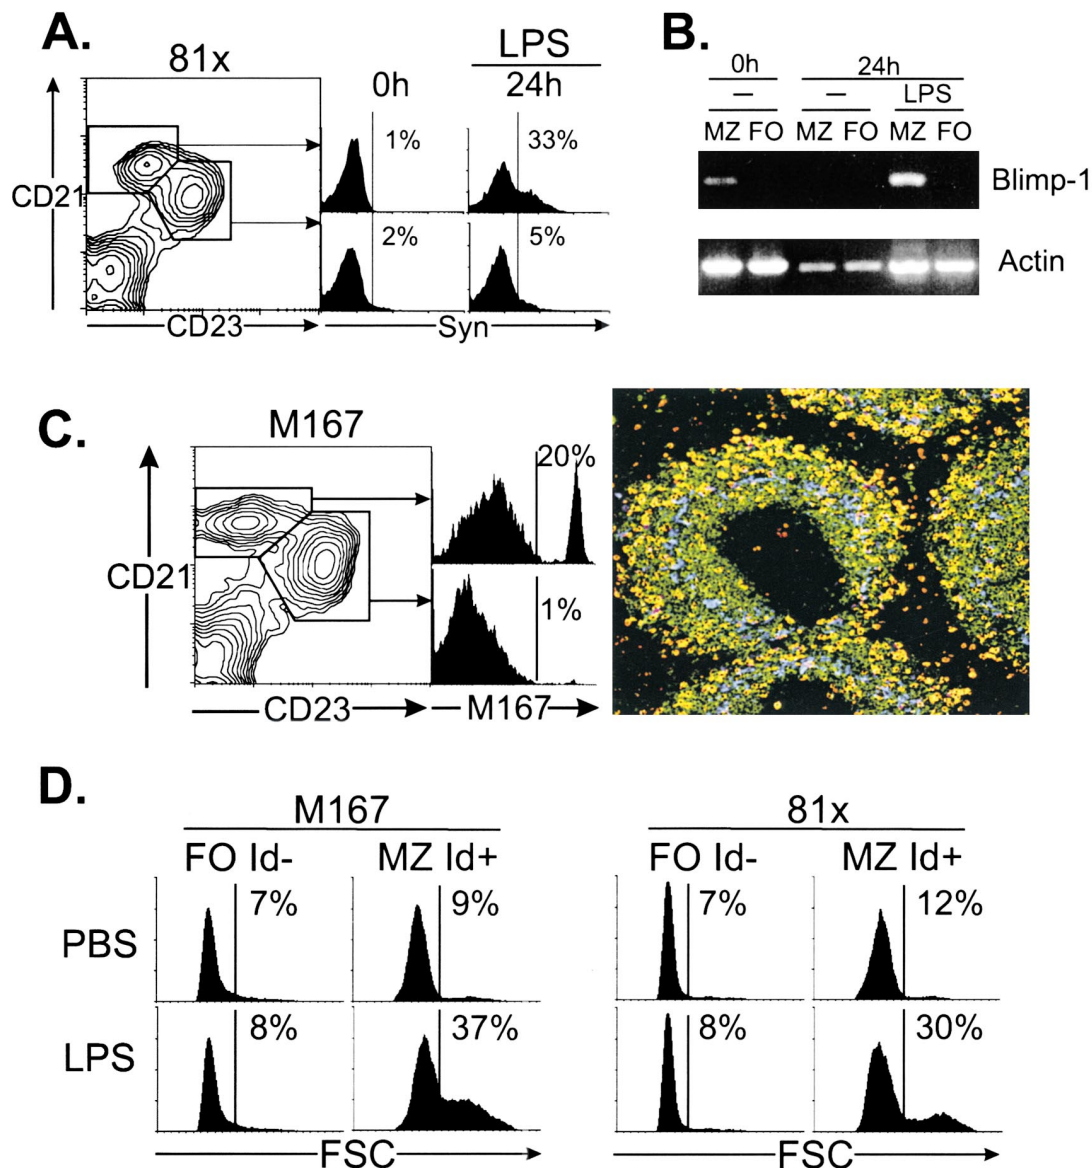 A.
81x
LPS
0h
24h
1%
33%
2%
5%
CD21
CD23
Syn
B.
0h
24h
–
–
LPS
MZ FO MZ FO MZ FO
Blimp-1
Actin
C.
M167
20%
1%
CD21
CD23
M167
D.
M167
81x
FO Id-
MZ Id+
FO Id-
MZ Id+
PBS
7%
9%
7%
12%
LPS
8%
37%
8%
30%
FSC
FSC